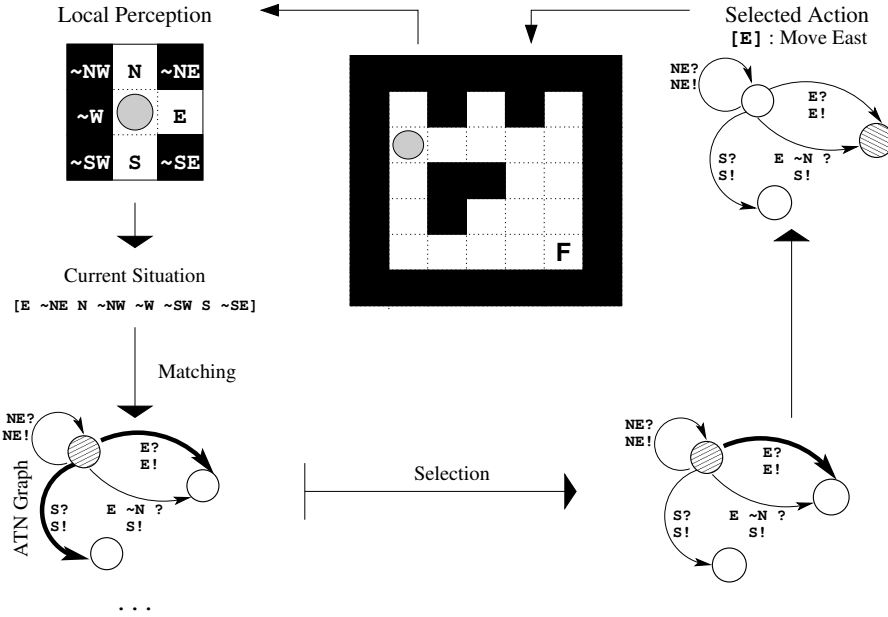 Local Perception
Selected Action
[E] : Move East
~NW N ~NE
~W E
~SW S ~SE
F
NE?
NE!
E?
E!
S?
S!
E ~N ?
S!
Current Situation
[E ~NE N ~NW ~W ~SW S ~SE]
Matching
ATN Graph
NE?
NE!
E?
E!
S?
S!
E ~N ?
S!
Selection
NE?
NE!
E?
E!
S?
S!
E ~N ?
S!
. . .